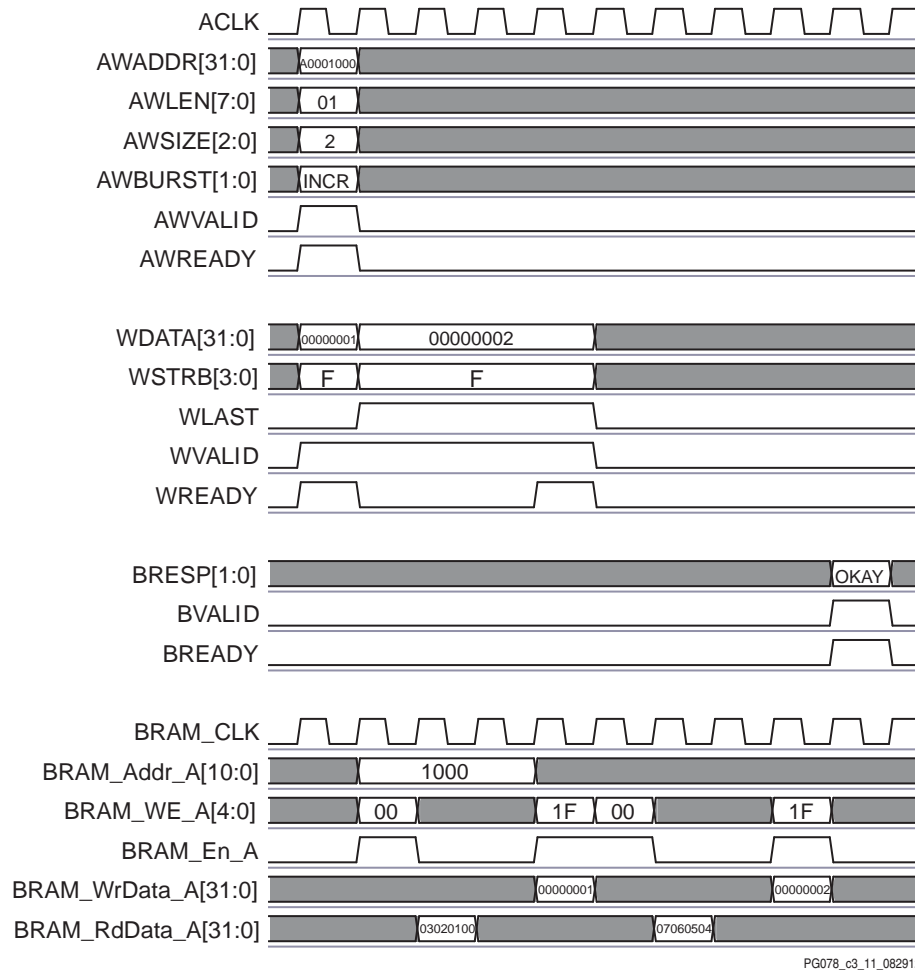 ACLK
AWADDR[31:0] A0001000
AWLEN[7:0] 01
AWSIZE[2:0] 2
AWBURST[1:0] INCR
AWVALID
AWREADY
WDATA[31:0] 00000001 00000002
WSTRB[3:0] F F
WLAST
WVALID
WREADY
BRESP[1:0] OKAY
BVALID
BREADY
BRAM_CLK
BRAM_Addr_A[10:0] 1000
BRAM_WE_A[4:0] 00 1F 00 1F
BRAM_En_A
BRAM_WrData_A[31:0] 00000001 00000002
BRAM_RdData_A[31:0] 03020100 07060504
PG078_c3_11_08291